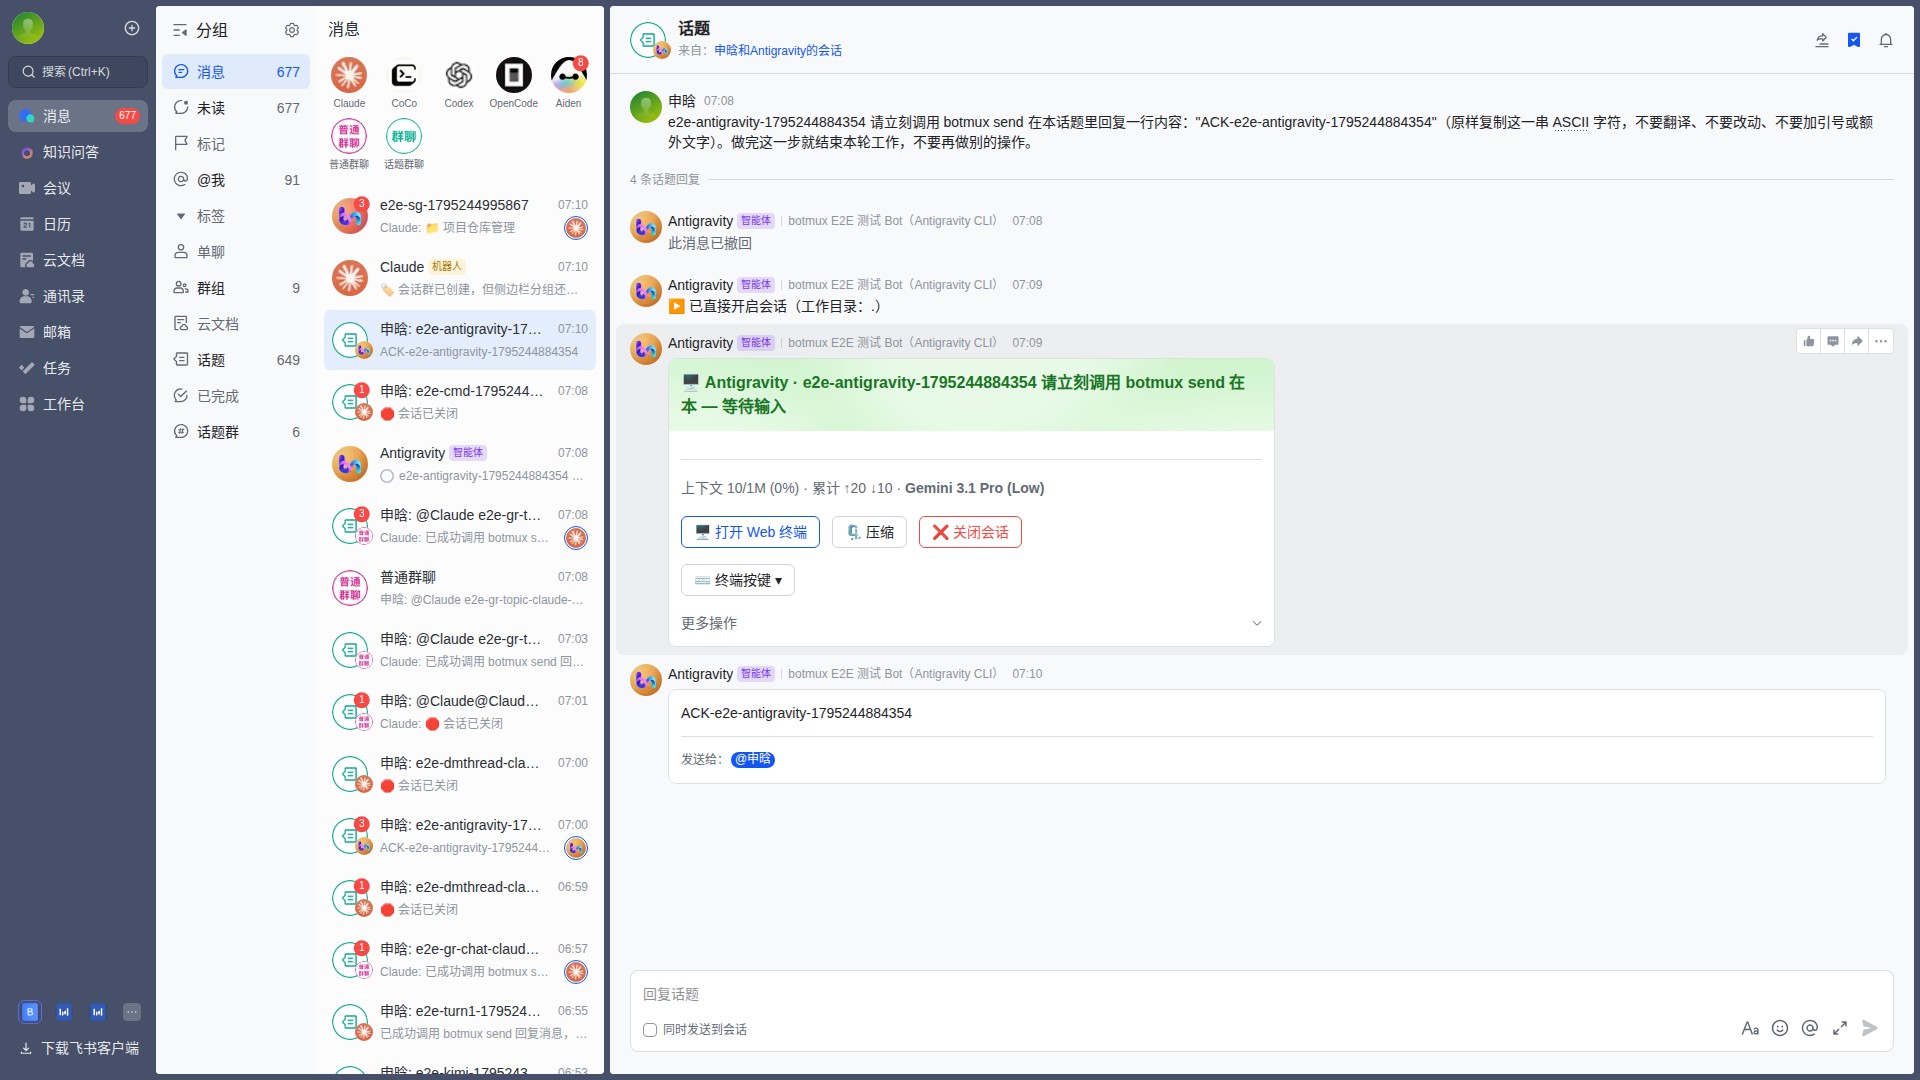 搜索 (Ctrl+K)
消息 677
知识问答
会议
日历
云文档
通讯录
邮箱
任务
工作台
下载飞书客户端
分组
消息 677
未读 677
标记
@我 91
标签
单聊
群组 9
云文档
话题 649
已完成
话题群 6
消息
Claude
CoCo
Codex
OpenCode
8
Aiden
普通群聊
普通群聊
群聊
话题群聊
3
e2e-sg-1795244995867 07:10
Claude: 📁 项目仓库管理
Claude 机器人 07:10
🏷️ 会话群已创建，但侧边栏分组还…
申晗: e2e-antigravity-17… 07:10
ACK-e2e-antigravity-1795244884354
1
申晗: e2e-cmd-1795244… 07:08
🛑 会话已关闭
Antigravity 智能体 07:08
e2e-antigravity-1795244884354 …
3
申晗: @Claude e2e-gr-t… 07:08
Claude: 已成功调用 botmux s…
普通群聊
普通群聊 07:08
申晗: @Claude e2e-gr-topic-claude-…
申晗: @Claude e2e-gr-t… 07:03
Claude: 已成功调用 botmux send 回…
1
申晗: @Claude@Claud… 07:01
Claude: 🛑 会话已关闭
申晗: e2e-dmthread-cla… 07:00
🛑 会话已关闭
3
申晗: e2e-antigravity-17… 07:00
ACK-e2e-antigravity-1795244…
1
申晗: e2e-dmthread-cla… 06:59
🛑 会话已关闭
1
申晗: e2e-gr-chat-claud… 06:57
Claude: 已成功调用 botmux s…
申晗: e2e-turn1-179524… 06:55
已成功调用 botmux send 回复消息，…
申晗: e2e-kimi-1795243… 06:53
话题
来自：申晗和Antigravity的会话
申晗 07:08
e2e-antigravity-1795244884354 请立刻调用 botmux send 在本话题里回复一行内容："ACK-e2e-antigravity-1795244884354"（原样复制这一串 ASCII 字符，不要翻译、不要改动、不要加引号或额
外文字）。做完这一步就结束本轮工作，不要再做别的操作。
4 条话题回复
Antigravity 智能体 botmux E2E 测试 Bot（Antigravity CLI） 07:08
此消息已撤回
Antigravity 智能体 botmux E2E 测试 Bot（Antigravity CLI） 07:09
▶️ 已直接开启会话（工作目录：.）
Antigravity 智能体 botmux E2E 测试 Bot（Antigravity CLI） 07:09
🖥️ Antigravity · e2e-antigravity-1795244884354 请立刻调用 botmux send 在
本 — 等待输入
上下文 10/1M (0%) · 累计 ↑20 ↓10 · Gemini 3.1 Pro (Low)
🖥️ 打开 Web 终端
🗜️ 压缩
❌ 关闭会话
⌨️ 终端按键 ▾
更多操作
Antigravity 智能体 botmux E2E 测试 Bot（Antigravity CLI） 07:10
ACK-e2e-antigravity-1795244884354
发送给：@申晗
回复话题
同时发送到会话